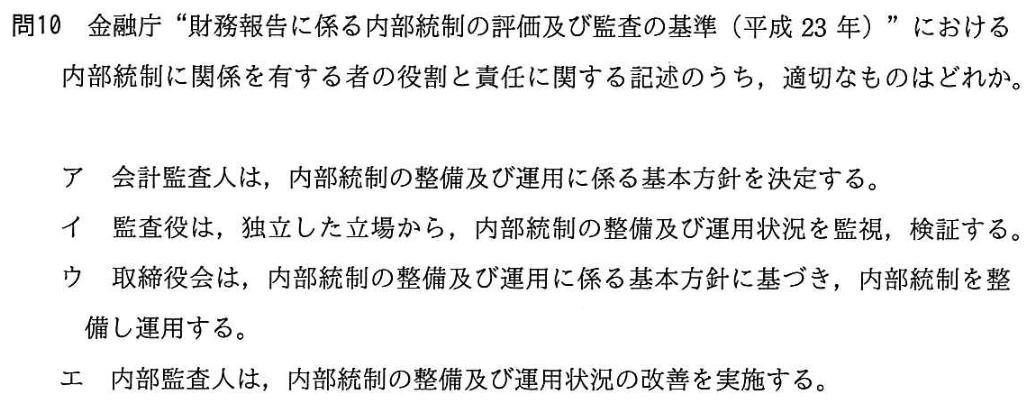 問10 金融庁“財務報告に係る内部統制の評価及び監査の基準（平成 23 年）”における
内部統制に関係を有する者の役割と責任に関する記述のうち，適切なものはどれか。
ア 会計監査人は，内部統制の整備及び運用に係る基本方針を決定する。
イ 監査役は，独立した立場から，内部統制の整備及び運用状況を監視，検証する。
ウ 取締役会は，内部統制の整備及び運用に係る基本方針に基づき，内部統制を整
備し運用する。
エ 内部監査人は，内部統制の整備及び運用状況の改善を実施する。